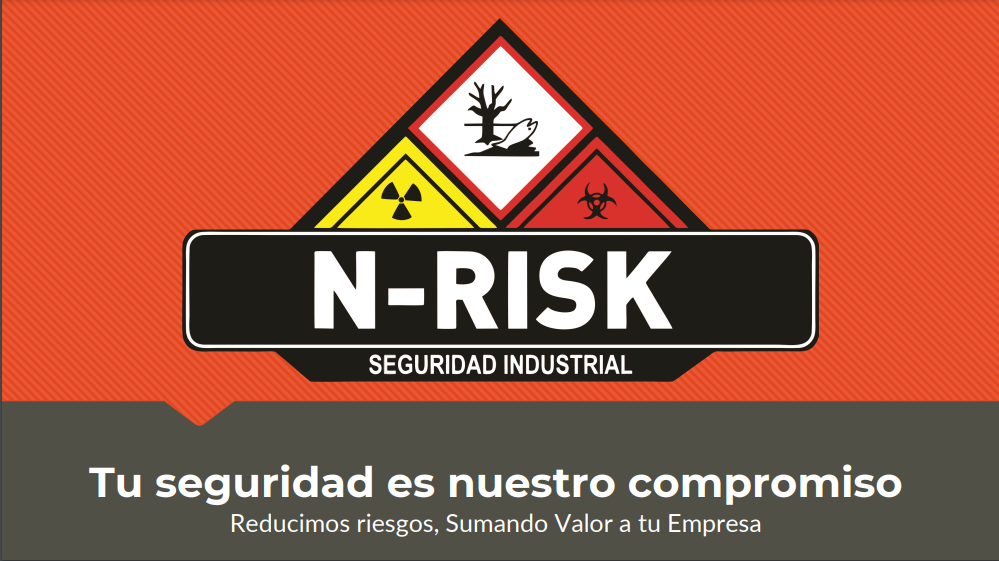 N-RISK
SEGURIDAD INDUSTRIAL
Tu seguridad es nuestro compromiso
Reducimos riesgos, Sumando Valor a tu Empresa